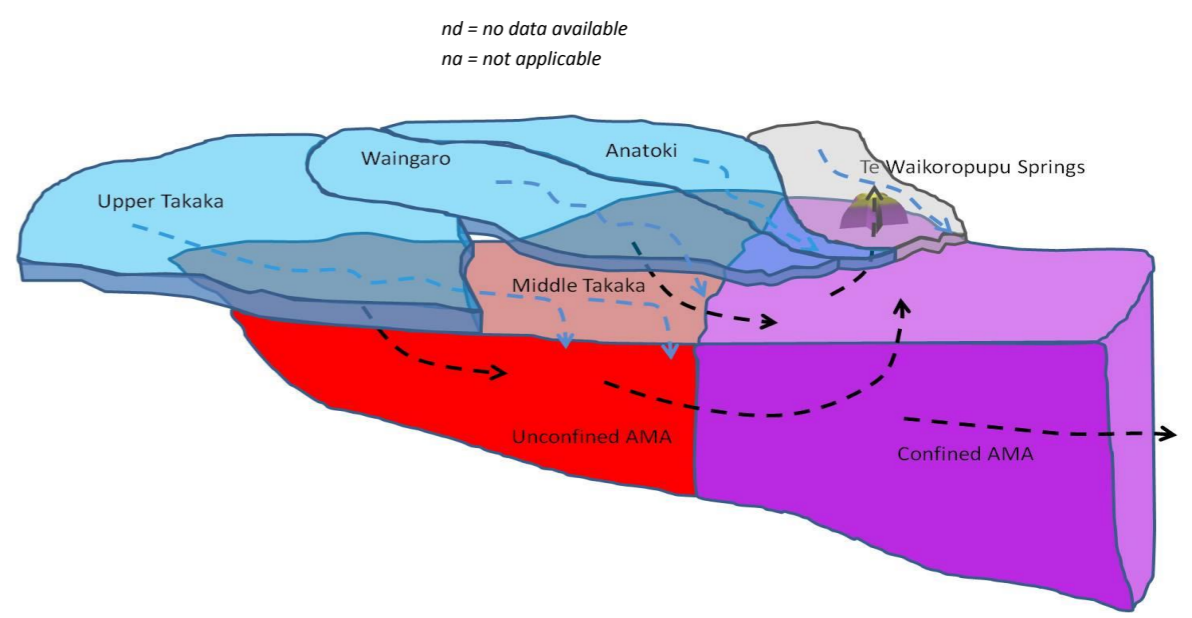 nd = no data available
na = not applicable
Anatoki
Waingaro
Te Waikoropupu Springs
Upper Takaka
Middle Takaka
Unconfined AMA
Confined AMA